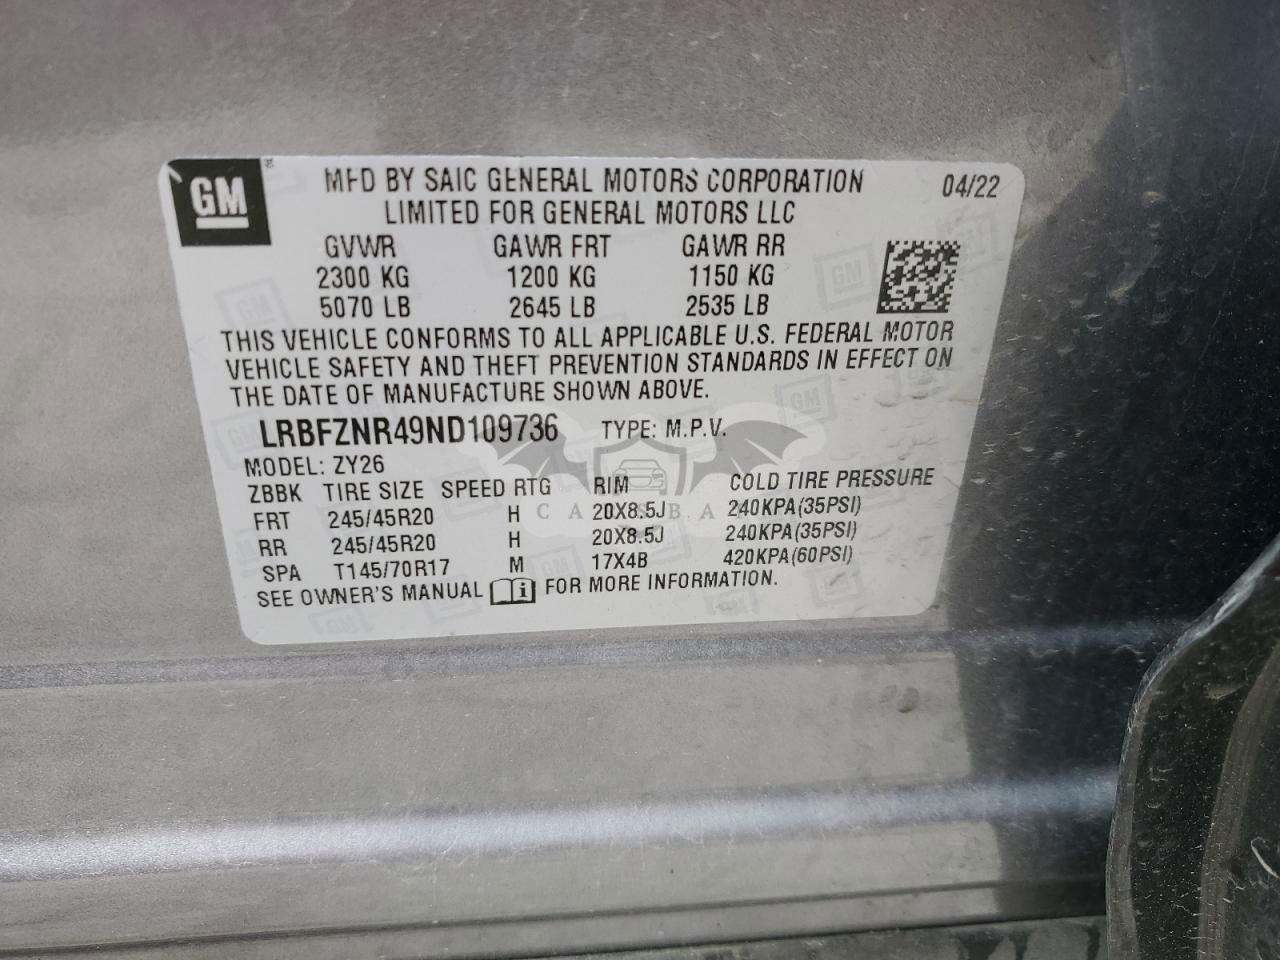 GM MFD BY SAIC GENERAL MOTORS CORPORATION 04/22
LIMITED FOR GENERAL MOTORS LLC
GVWR GAWR FRT GAWR RR
2300 KG 1200 KG 1150 KG
5070 LB 2645 LB 2535 LB
THIS VEHICLE CONFORMS TO ALL APPLICABLE U.S. FEDERAL MOTOR
VEHICLE SAFETY AND THEFT PREVENTION STANDARDS IN EFFECT ON
THE DATE OF MANUFACTURE SHOWN ABOVE.
LRBFZNR49ND109736 TYPE: M.P.V.
MODEL: ZY26
ZBBK TIRE SIZE SPEED RTG RIM COLD TIRE PRESSURE
FRT 245/45R20 H 20X8.5J 240KPA(35PSI)
RR 245/45R20 H 20X8.5J 240KPA(35PSI)
SPA T145/70R17 M 17X4B 420KPA(60PSI)
SEE OWNER'S MANUAL FOR MORE INFORMATION.